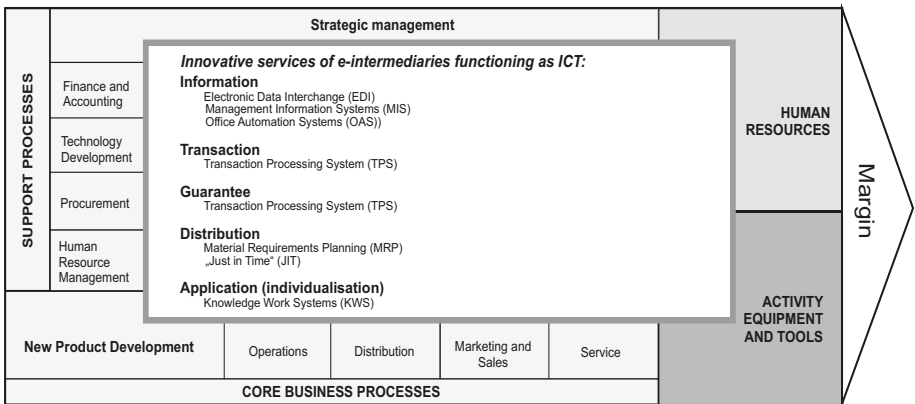 Strategic management
SUPPORT PROCESSES
Finance and
Accounting
Technology
Development
Procurement
Human
Resource
Management
Innovative services of e-intermediaries functioning as ICT:
Information
Electronic Data Interchange (EDI)
Management Information Systems (MIS)
Office Automation Systems (OAS))
Transaction
Transaction Processing System (TPS)
Guarantee
Transaction Processing System (TPS)
Distribution
Material Requirements Planning (MRP)
„Just in Time“ (JIT)
Application (individualisation)
Knowledge Work Systems (KWS)
HUMAN
RESOURCES
ACTIVITY
EQUIPMENT
AND TOOLS
Margin
New Product Development
Operations
Distribution
Marketing and
Sales
Service
CORE BUSINESS PROCESSES